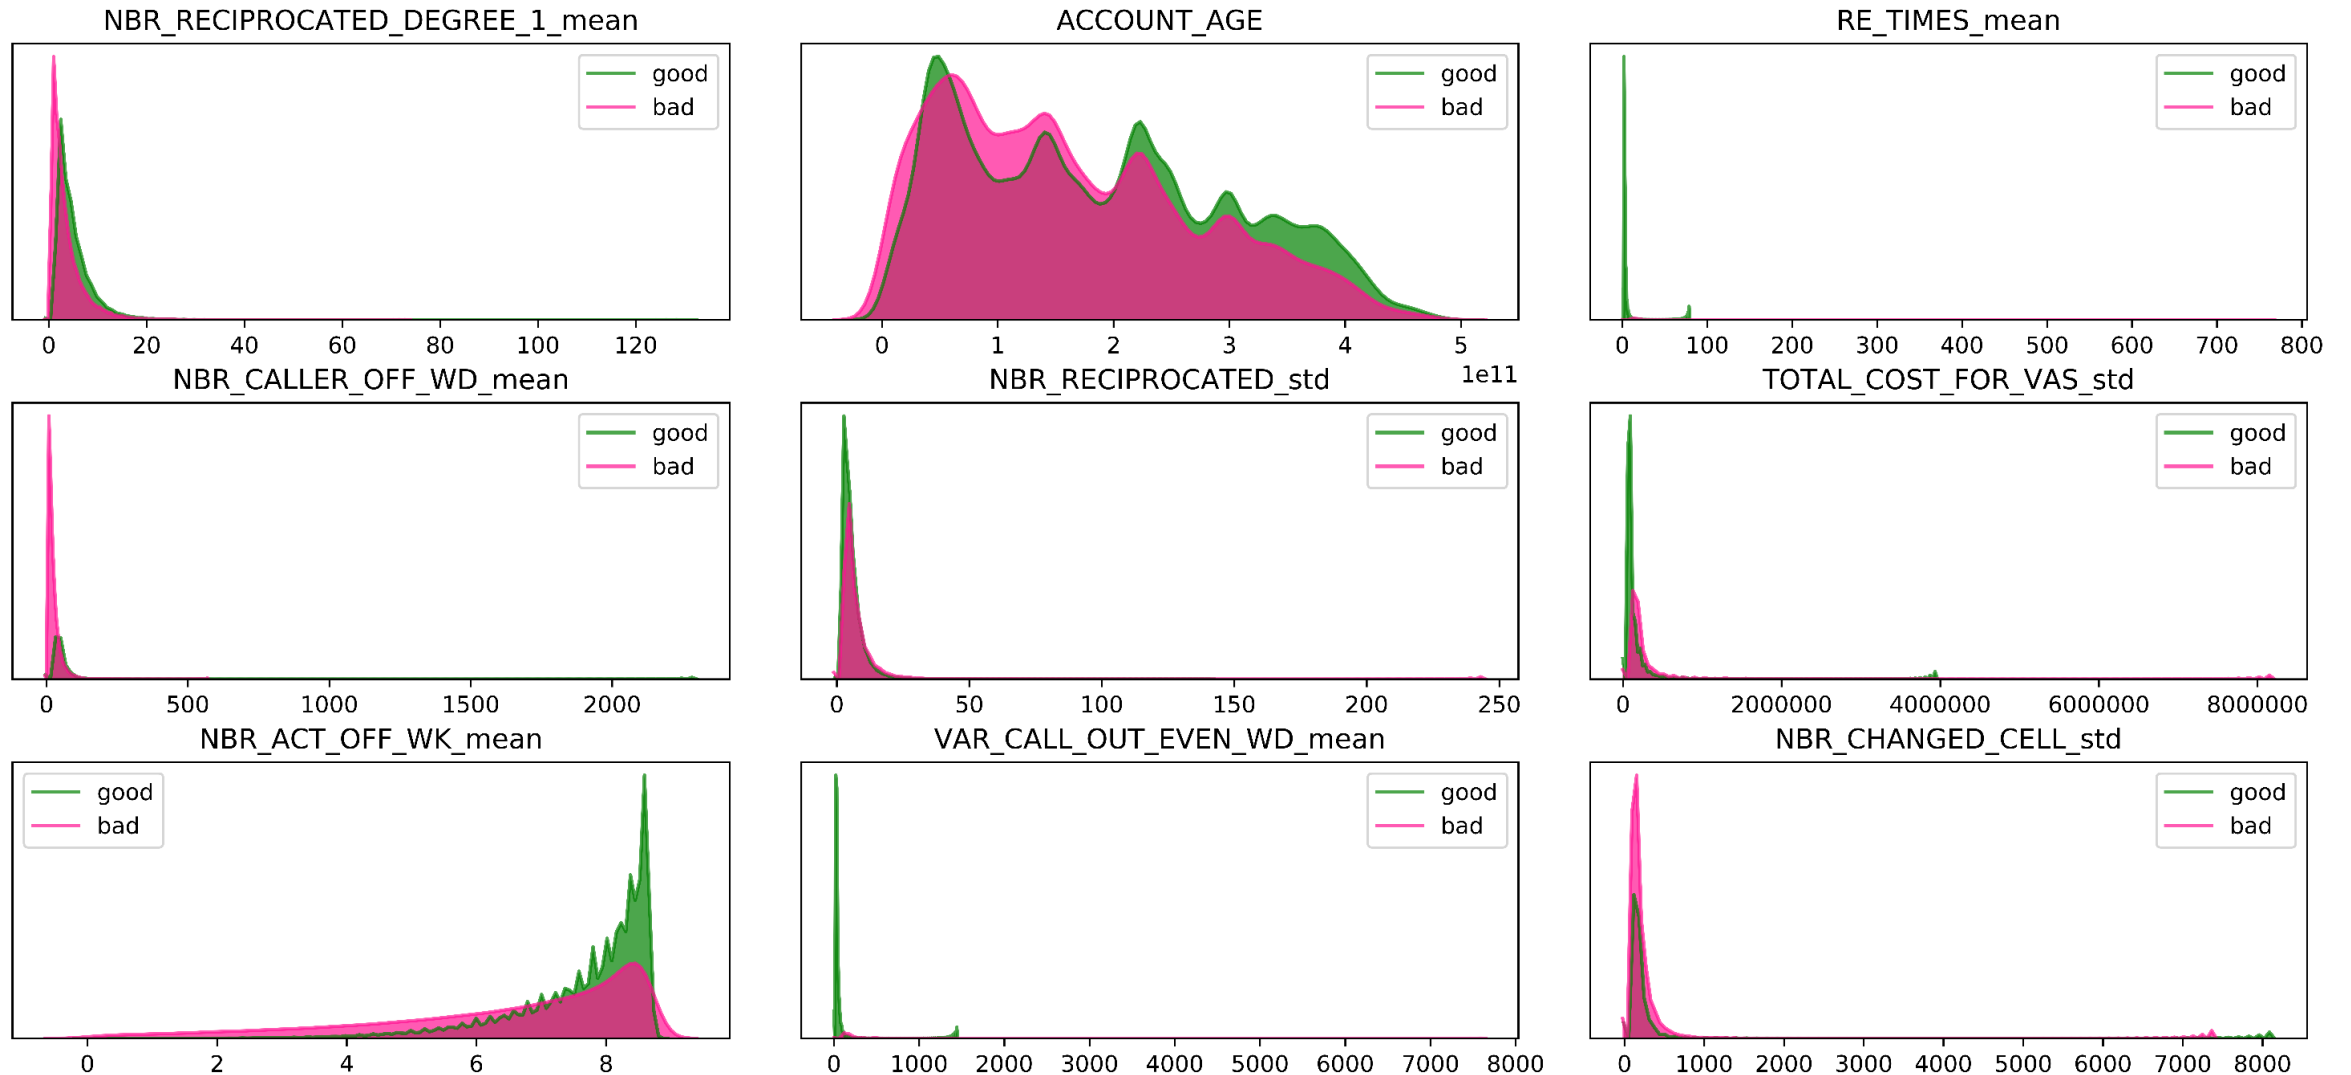 NBR_RECIPROCATED_DEGREE_1_mean
good
bad
0 20 40 60 80 100 120
ACCOUNT_AGE
good
bad
0 1 2 3 4 5
1e11
RE_TIMES_mean
good
bad
0 100 200 300 400 500 600 700 800
NBR_CALLER_OFF_WD_mean
good
bad
0 500 1000 1500 2000
NBR_RECIPROCATED_std
good
bad
0 50 100 150 200 250
TOTAL_COST_FOR_VAS_std
good
bad
0 2000000 4000000 6000000 8000000
NBR_ACT_OFF_WK_mean
good
bad
0 2 4 6 8
VAR_CALL_OUT_EVEN_WD_mean
good
bad
0 1000 2000 3000 4000 5000 6000 7000 8000
NBR_CHANGED_CELL_std
good
bad
0 1000 2000 3000 4000 5000 6000 7000 8000